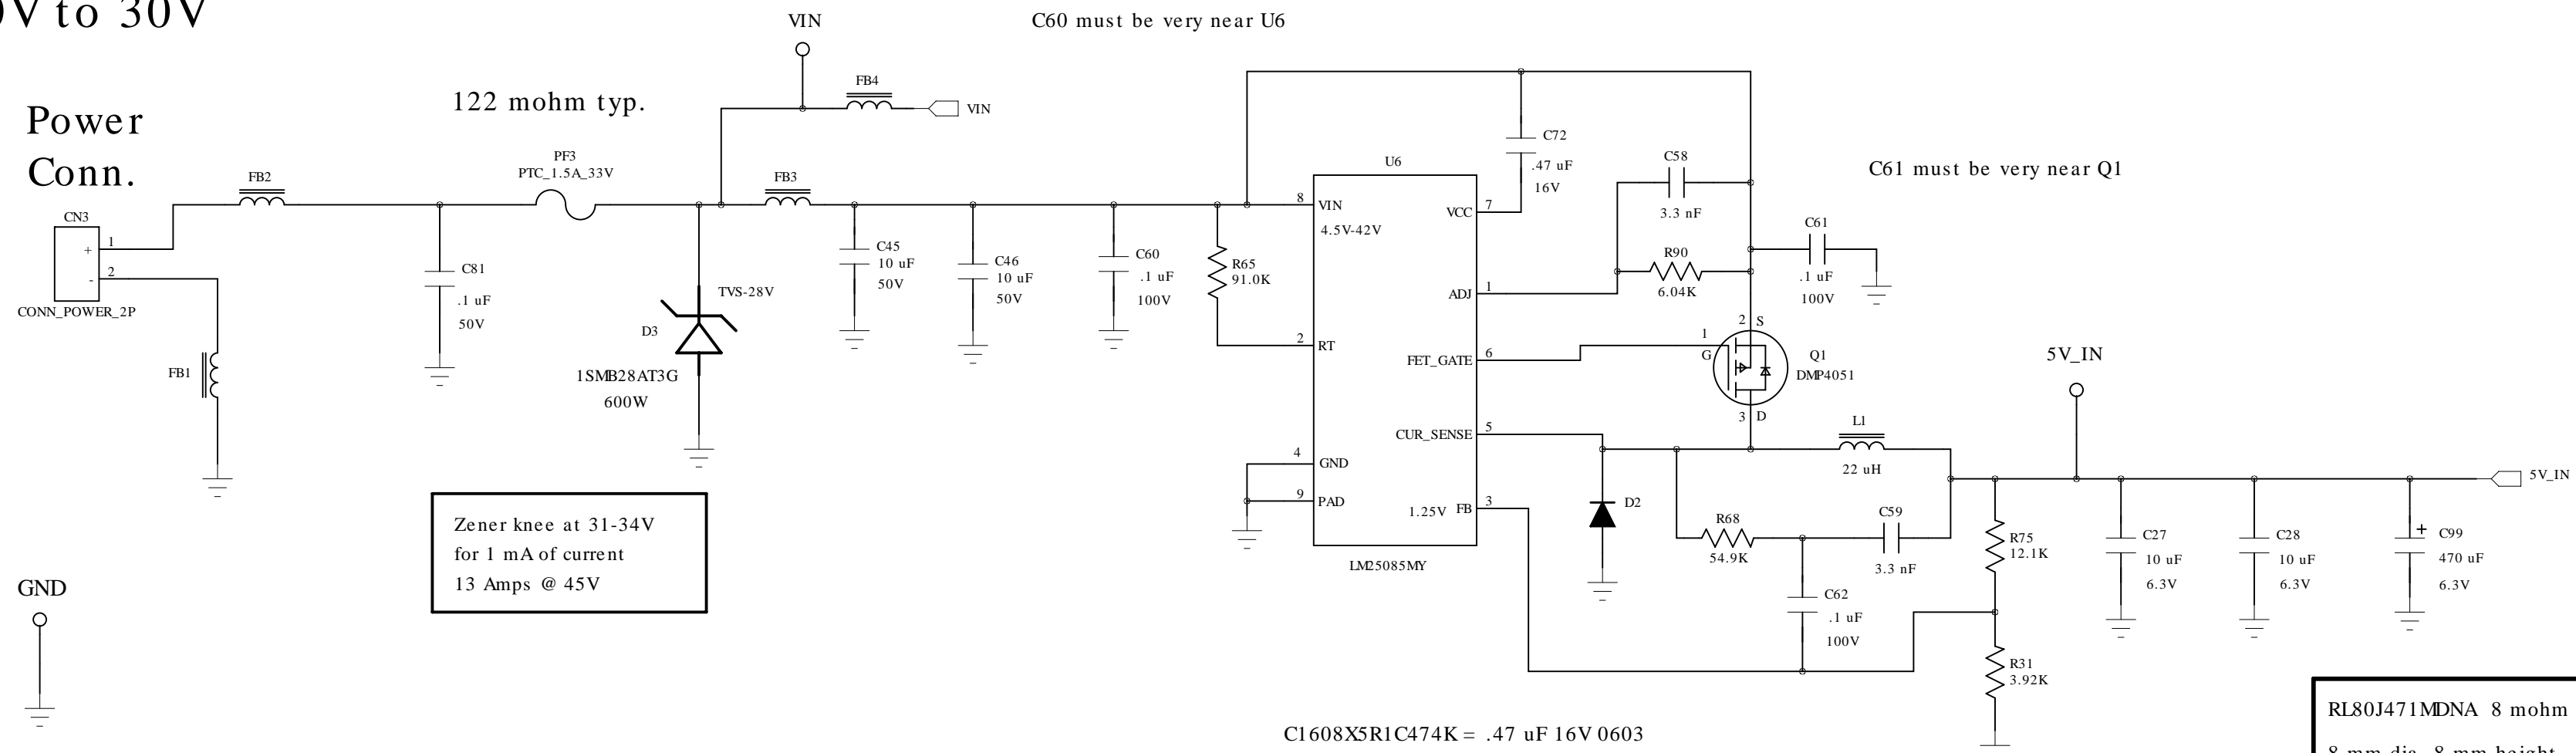 V to 30V
VIN
C60 must be very near U6
FB4
VIN
122 mohm typ.
Power
Conn.
PF3
PTC_1.5A_33V
FB2
FB3
CN3
+ 1
- 2
CONN_POWER_2P
FB1
C81
.1 uF
50V
TVS-28V
D3
1SMB28AT3G
600W
C45
10 uF
50V
C46
10 uF
50V
C60
.1 uF
100V
R65
91.0K
U6
8 VIN
4.5V-42V
2 RT
4 GND
9 PAD
VCC 7
ADJ 1
FET_GATE 6
CUR_SENSE 5
1.25V FB 3
LM25085MY
C72
.47 uF
16V
C58
3.3 nF
R90
6.04K
C61 must be very near Q1
C61
.1 uF
100V
2 S
1
G
Q1
DMP4051
3 D
L1
22 uH
D2
R68
54.9K
C59
3.3 nF
C62
.1 uF
100V
5V_IN
5V_IN
R75
12.1K
R31
3.92K
C27
10 uF
6.3V
C28
10 uF
6.3V
+ C99
470 uF
6.3V
Zener knee at 31-34V
for 1 mA of current
13 Amps @ 45V
GND
C1608X5R1C474K = .47 uF 16V 0603
RL80J471MDNA 8 mohm
8 mm dia. 8 mm height